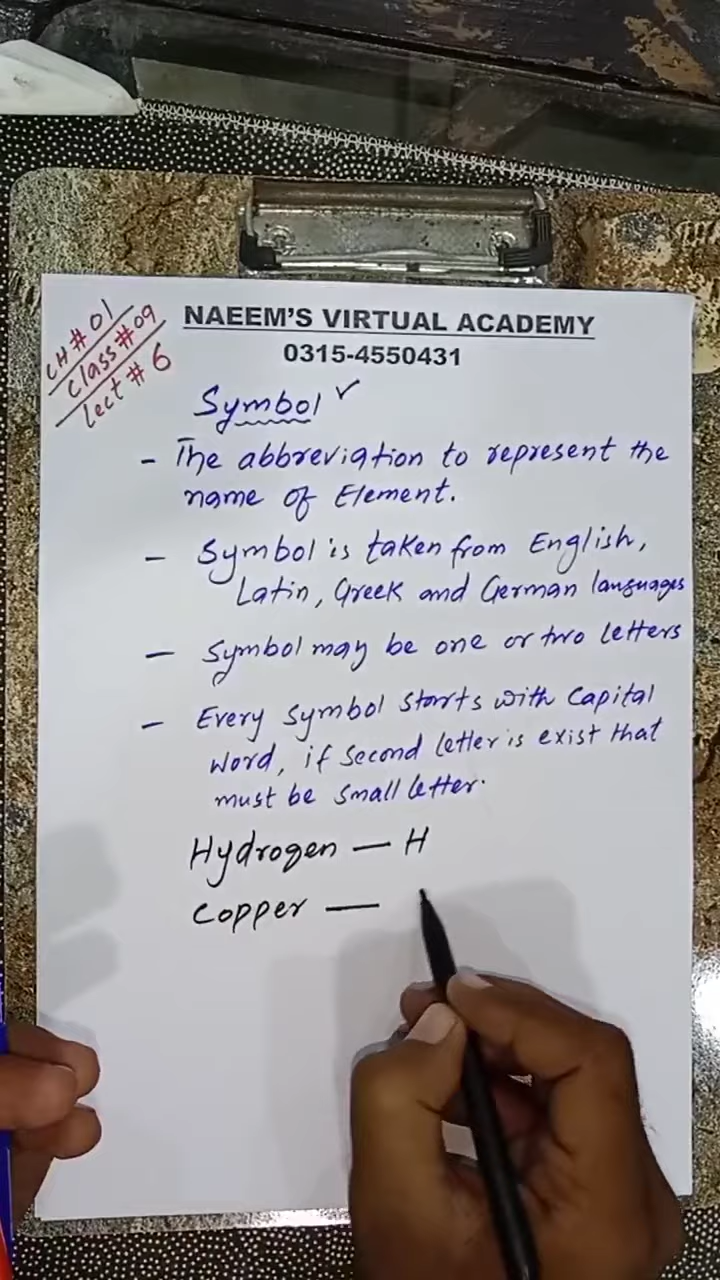 CH # 01
Class # 09
Lect # 6
NAEEM'S VIRTUAL ACADEMY
0315-4550431
Symbol ✓
- The abbreviation to represent the
name of Element.
- Symbol is taken from English,
Latin, Greek and German languages
- Symbol may be one or two letters
- Every symbol starts with Capital
word, if second letter is exist that
must be small letter.
Hydrogen — H
Copper —